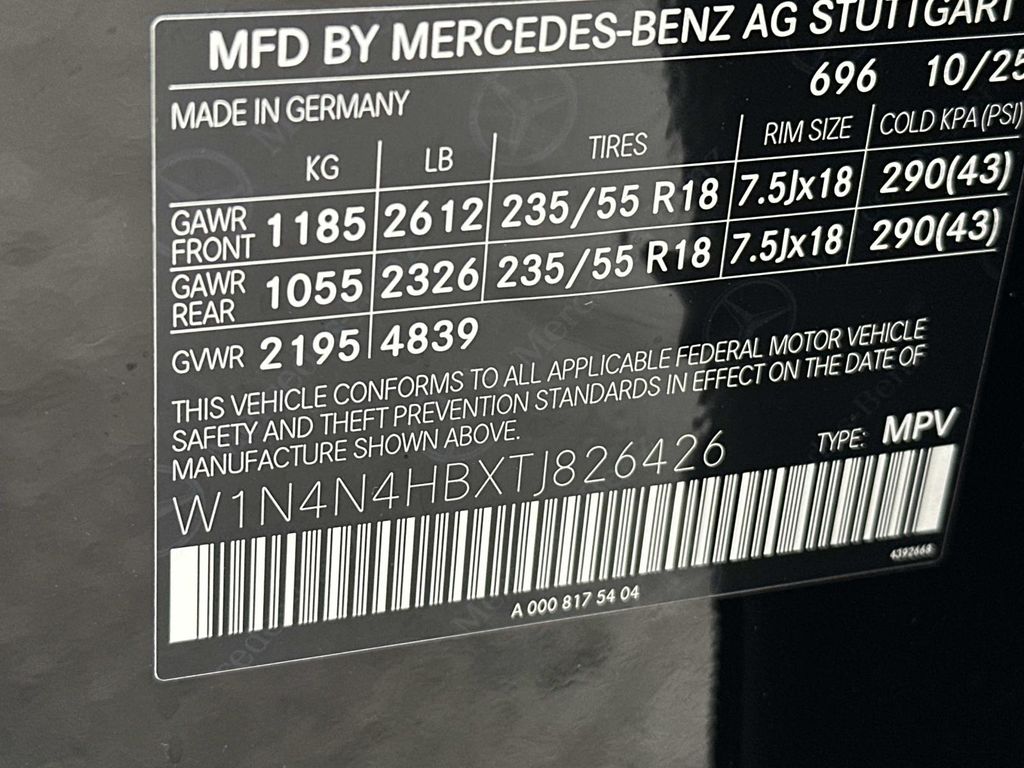 MFD BY MERCEDES-BENZ AG STUTTGART
696 10/25
MADE IN GERMANY
KG LB TIRES RIM SIZE COLD KPA (PSI)
GAWR FRONT 1185 2612 235/55 R18 7.5Jx18 290(43)
GAWR REAR 1055 2326 235/55 R18 7.5Jx18 290(43)
GVWR 2195 4839
THIS VEHICLE CONFORMS TO ALL APPLICABLE FEDERAL MOTOR VEHICLE
SAFETY AND THEFT PREVENTION STANDARDS IN EFFECT ON THE DATE OF
MANUFACTURE SHOWN ABOVE.
TYPE: MPV
W1N4N4HBXTJ826426
4392668
A 000 817 54 04